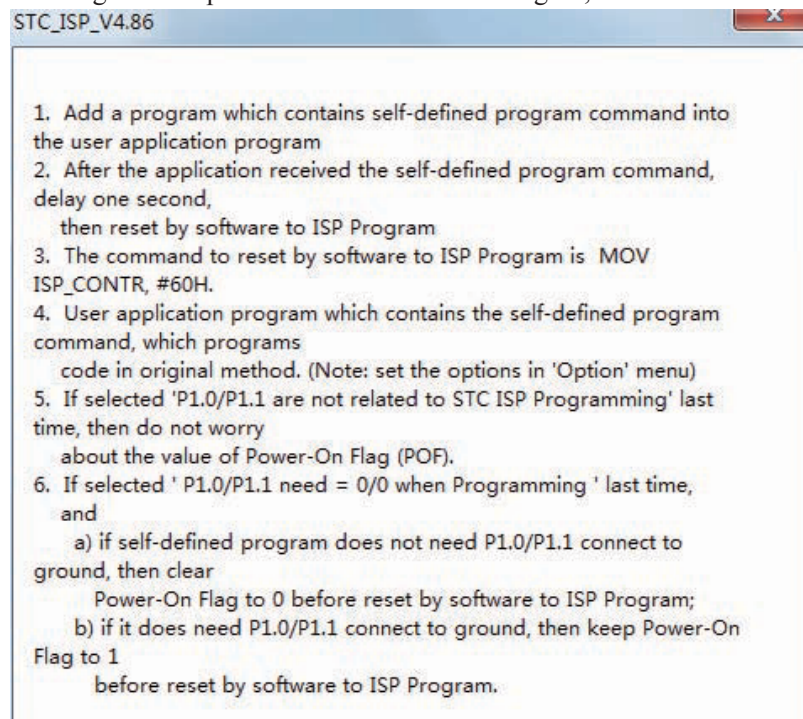 STC_ISP_V4.86
1. Add a program which contains self-defined program command into
the user application program
2. After the application received the self-defined program command,
delay one second,
then reset by software to ISP Program
3. The command to reset by software to ISP Program is MOV
ISP_CONTR, #60H.
4. User application program which contains the self-defined program
command, which programs
code in original method. (Note: set the options in 'Option' menu)
5. If selected 'P1.0/P1.1 are not related to STC ISP Programming' last
time, then do not worry
about the value of Power-On Flag (POF).
6. If selected ' P1.0/P1.1 need = 0/0 when Programming ' last time,
and
a) if self-defined program does not need P1.0/P1.1 connect to
ground, then clear
Power-On Flag to 0 before reset by software to ISP Program;
b) if it does need P1.0/P1.1 connect to ground, then keep Power-On
Flag to 1
before reset by software to ISP Program.